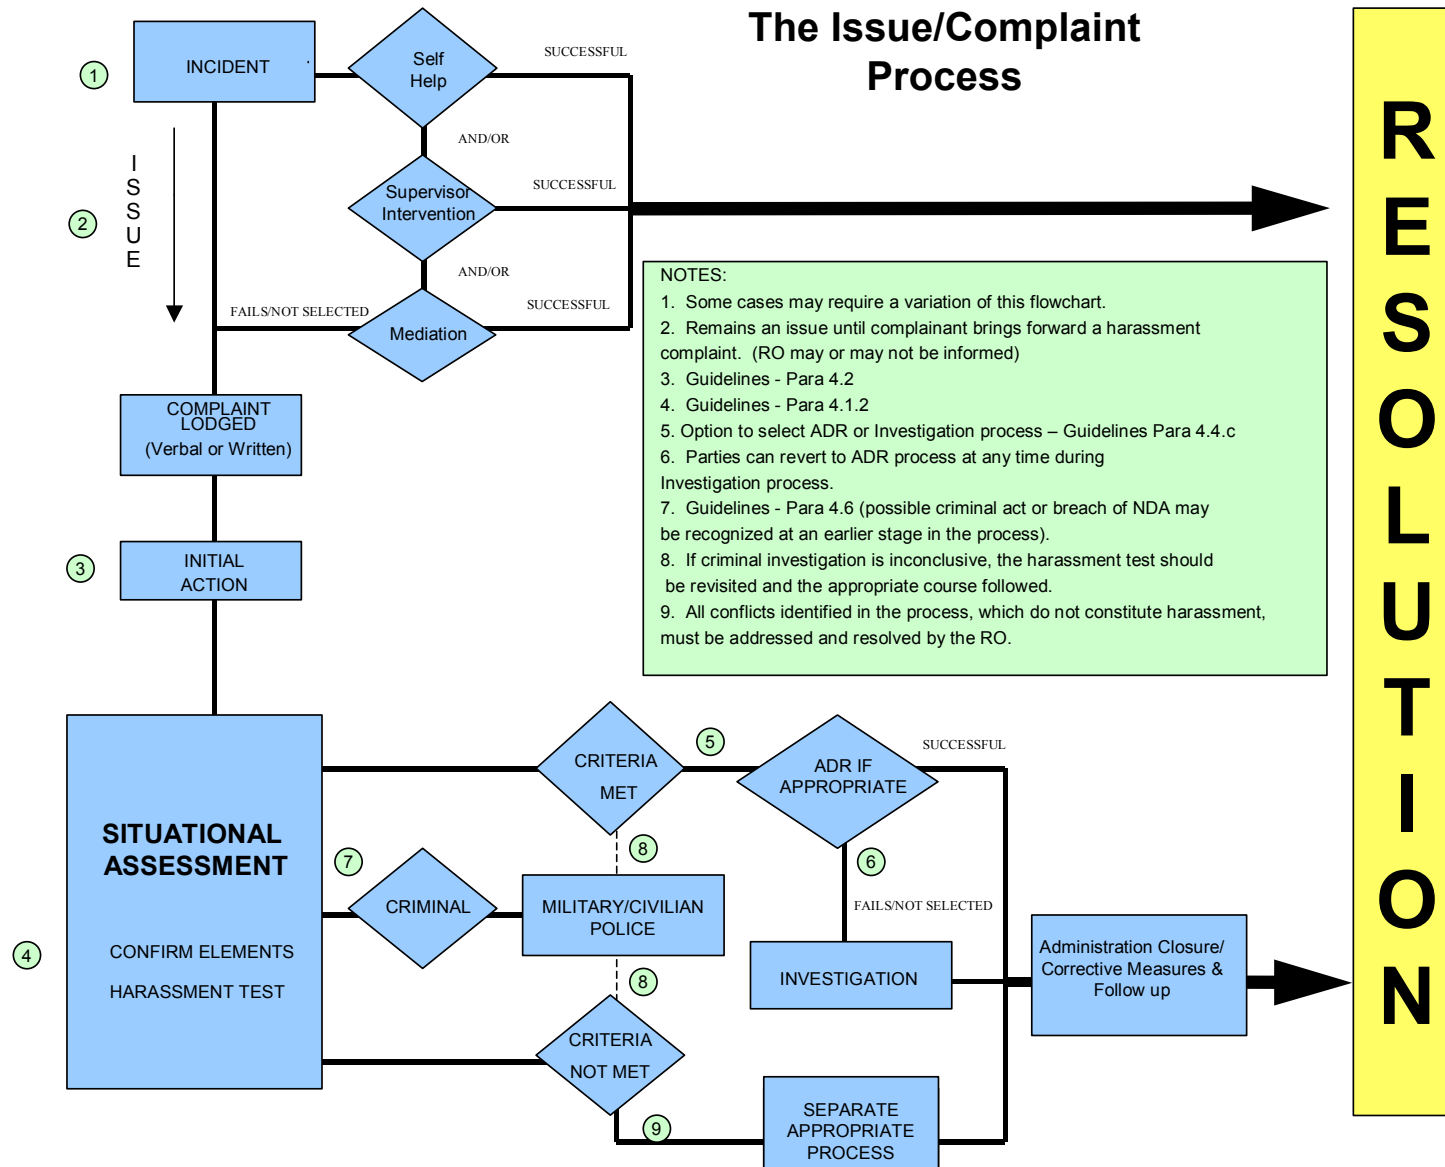 The Issue/Complaint
Process
1
INCIDENT
Self
Help
SUCCESSFUL
AND/OR
ISSUE
2
Supervisor
Intervention
SUCCESSFUL
AND/OR
FAILS/NOT SELECTED
Mediation
SUCCESSFUL
RESOLUTION
NOTES:
1. Some cases may require a variation of this flowchart.
2. Remains an issue until complainant brings forward a harassment
complaint. (RO may or may not be informed)
3. Guidelines - Para 4.2
4. Guidelines - Para 4.1.2
5. Option to select ADR or Investigation process – Guidelines Para 4.4.c
6. Parties can revert to ADR process at any time during
Investigation process.
7. Guidelines - Para 4.6 (possible criminal act or breach of NDA may
be recognized at an earlier stage in the process).
8. If criminal investigation is inconclusive, the harassment test should
be revisited and the appropriate course followed.
9. All conflicts identified in the process, which do not constitute harassment,
must be addressed and resolved by the RO.
COMPLAINT
LODGED
(Verbal or Written)
3
INITIAL
ACTION
4
SITUATIONAL
ASSESSMENT
CONFIRM ELEMENTS
HARASSMENT TEST
CRITERIA
MET
5
ADR IF
APPROPRIATE
SUCCESSFUL
7
CRIMINAL
8
MILITARY/CIVILIAN
POLICE
8
6
FAILS/NOT SELECTED
INVESTIGATION
Administration Closure/
Corrective Measures &
Follow up
CRITERIA
NOT MET
9
SEPARATE
APPROPRIATE
PROCESS